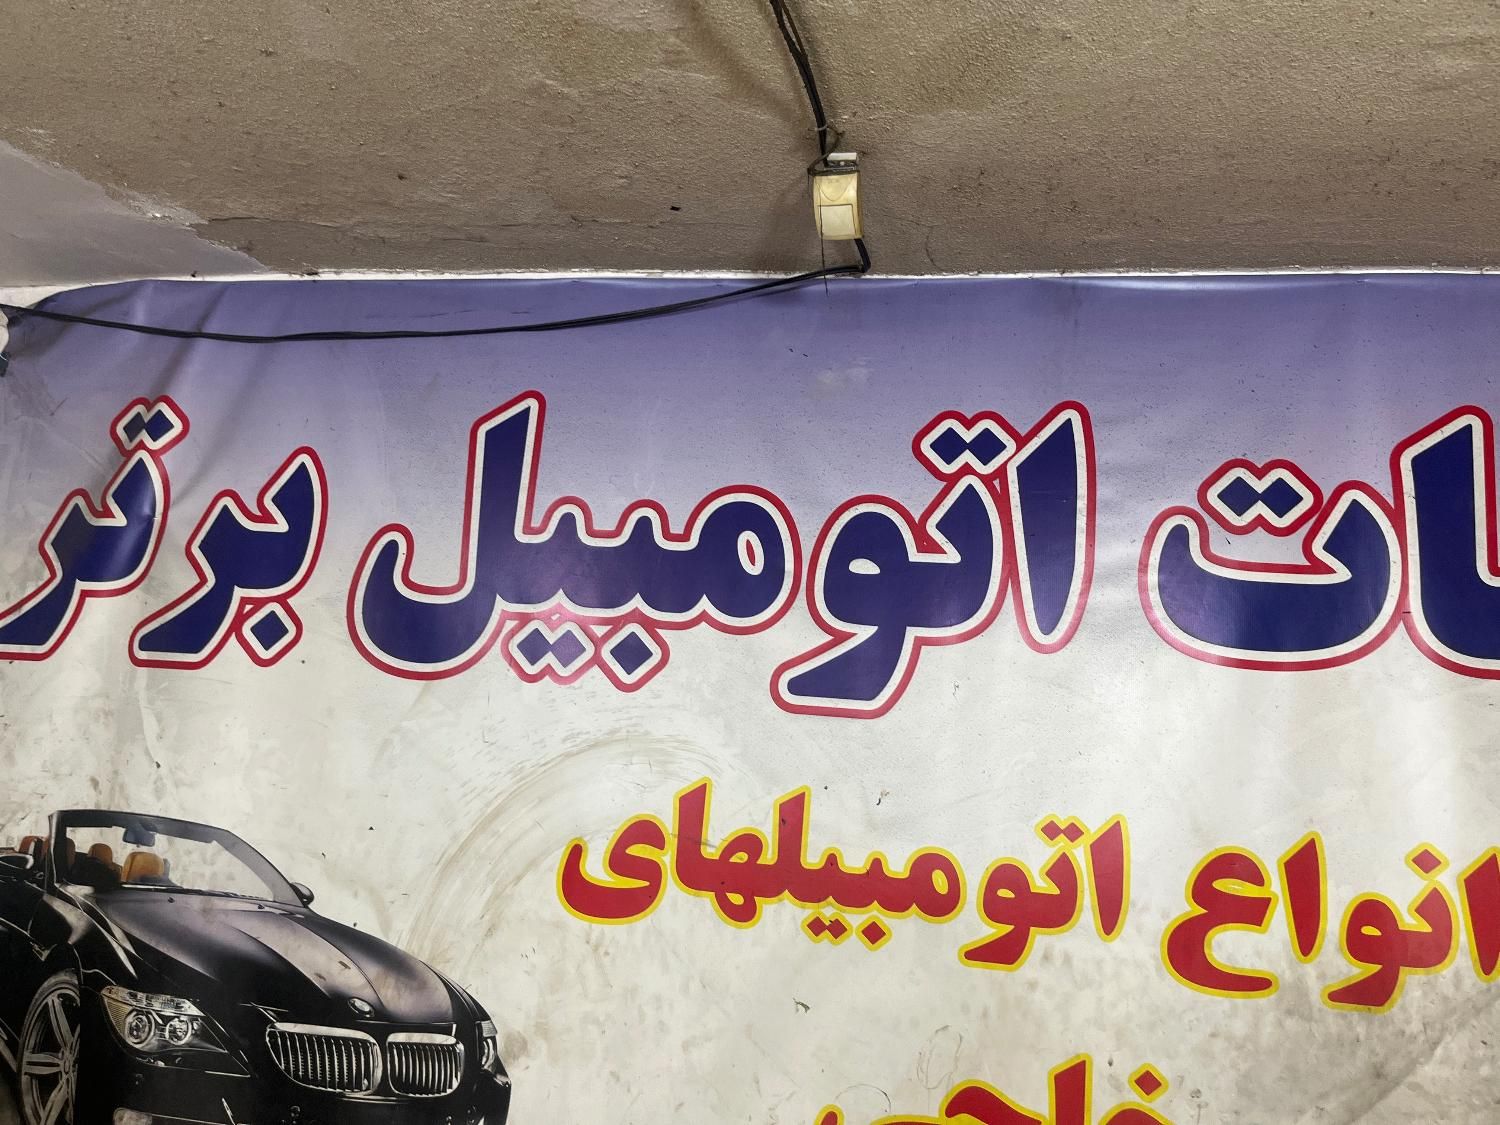 ات اتومبیل برتر
انواع اتومبیلهای